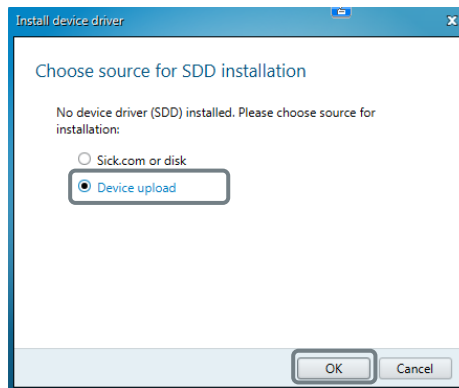 Install device driver
Choose source for SDD installation
No device driver (SDD) installed. Please choose source for
installation:
Sick.com or disk
Device upload
OK
Cancel